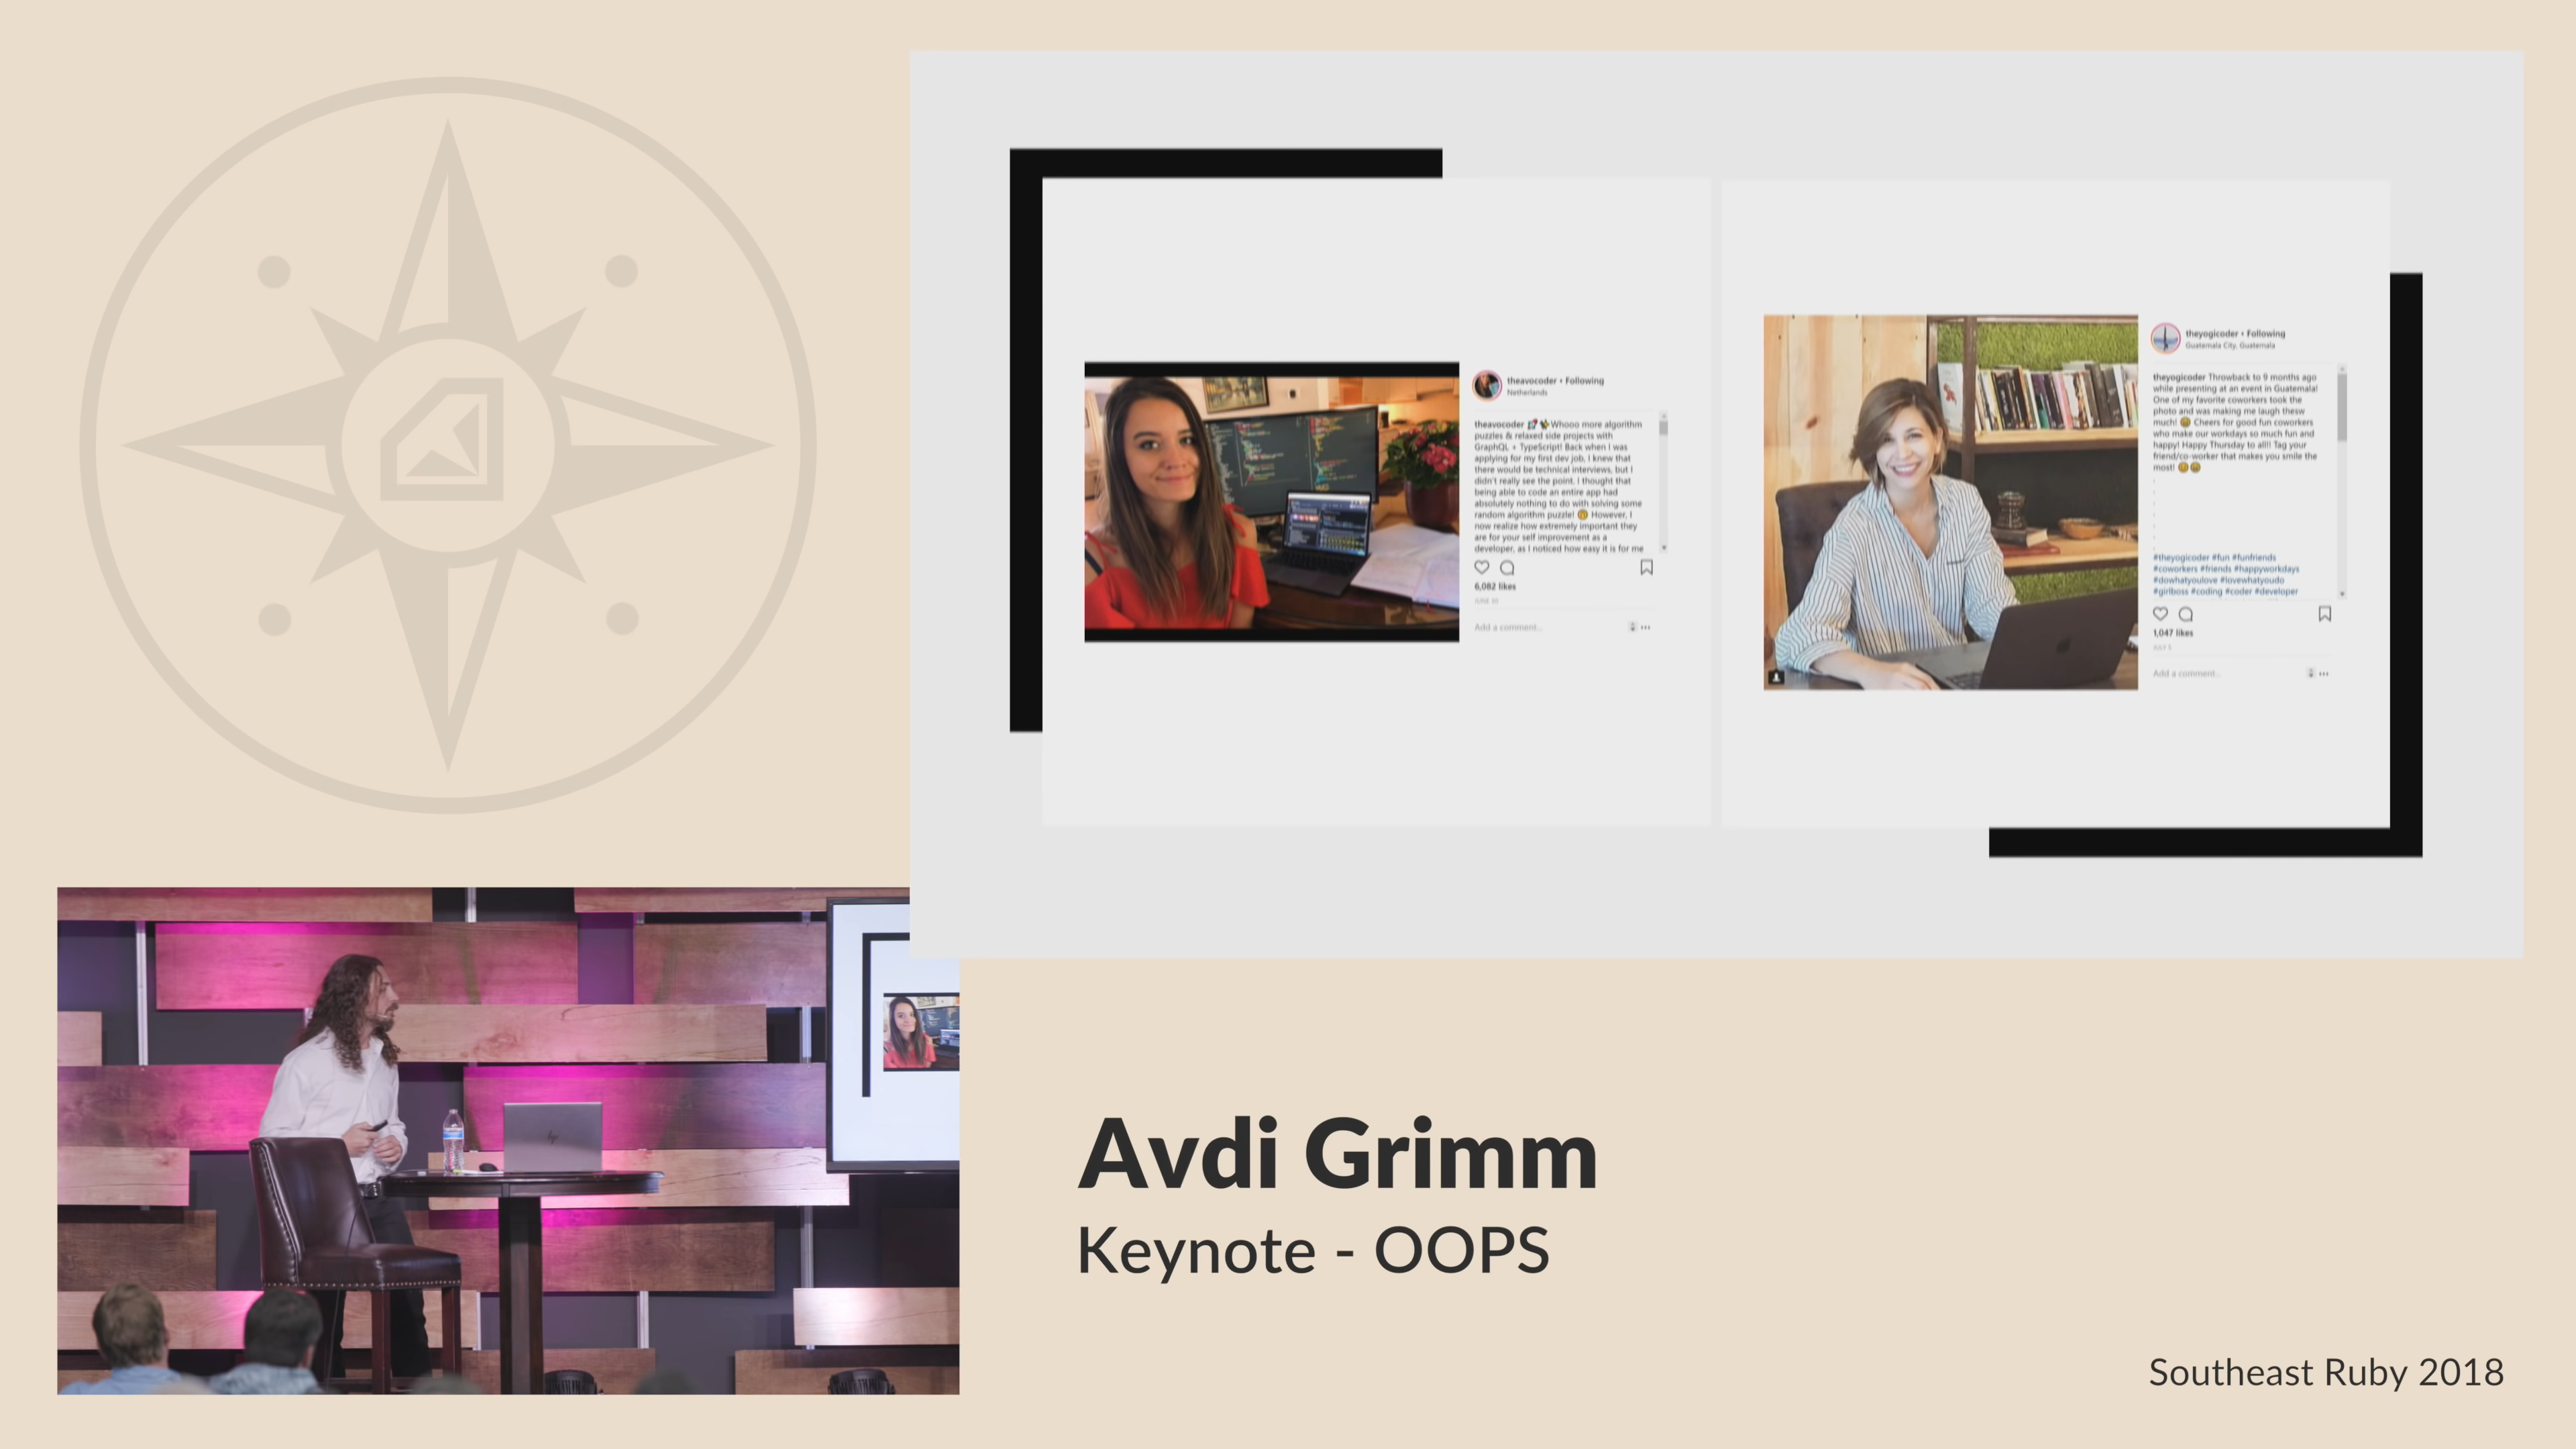 theavocoder • Following
Netherlands
theavocoder Whooo more algorithm
puzzles & relaxed side projects with
GraphQL + TypeScript! Back when I was
applying for my first dev job, I knew that
there would be technical interviews, but I
didn't really see the point. I thought that
being able to code an entire app had
absolutely nothing to do with solving some
random algorithm puzzle! However, I
now realize how extremely important they
are for your self improvement as a
developer, as I noticed how easy it is for me
6,082 likes
Add a comment...
theyogicoder • Following
Guatemala City, Guatemala
theyogicoder Throwback to 9 months ago
while presenting at an event in Guatemala!
One of my favorite coworkers took the
photo and was making me laugh thesw
much! Cheers for good fun coworkers
who make our workdays so much fun and
happy! Happy Thursday to all!!! Tag your
friend/co-worker that makes you smile the
most!
#theyogicoder #fun #funfriends
#coworkers #friends #happyworkdays
#dowhatyoulove #lovewhatyoudo
#girlboss #coding #coder #developer
1,047 likes
Add a comment...
hp
Avdi Grimm
Keynote - OOPS
Southeast Ruby 2018